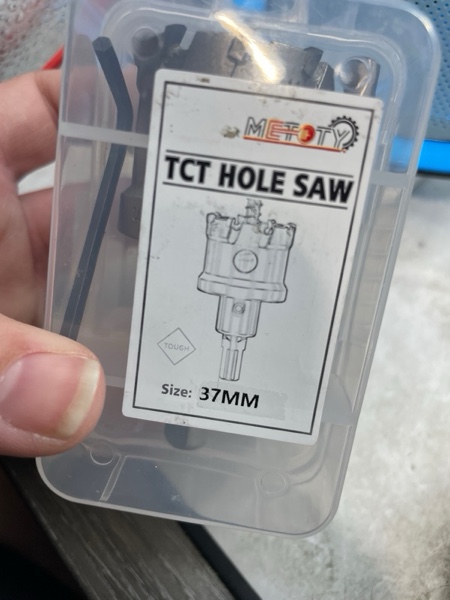 METOTY
TCT HOLE SAW
TOUGH
Size: 37MM